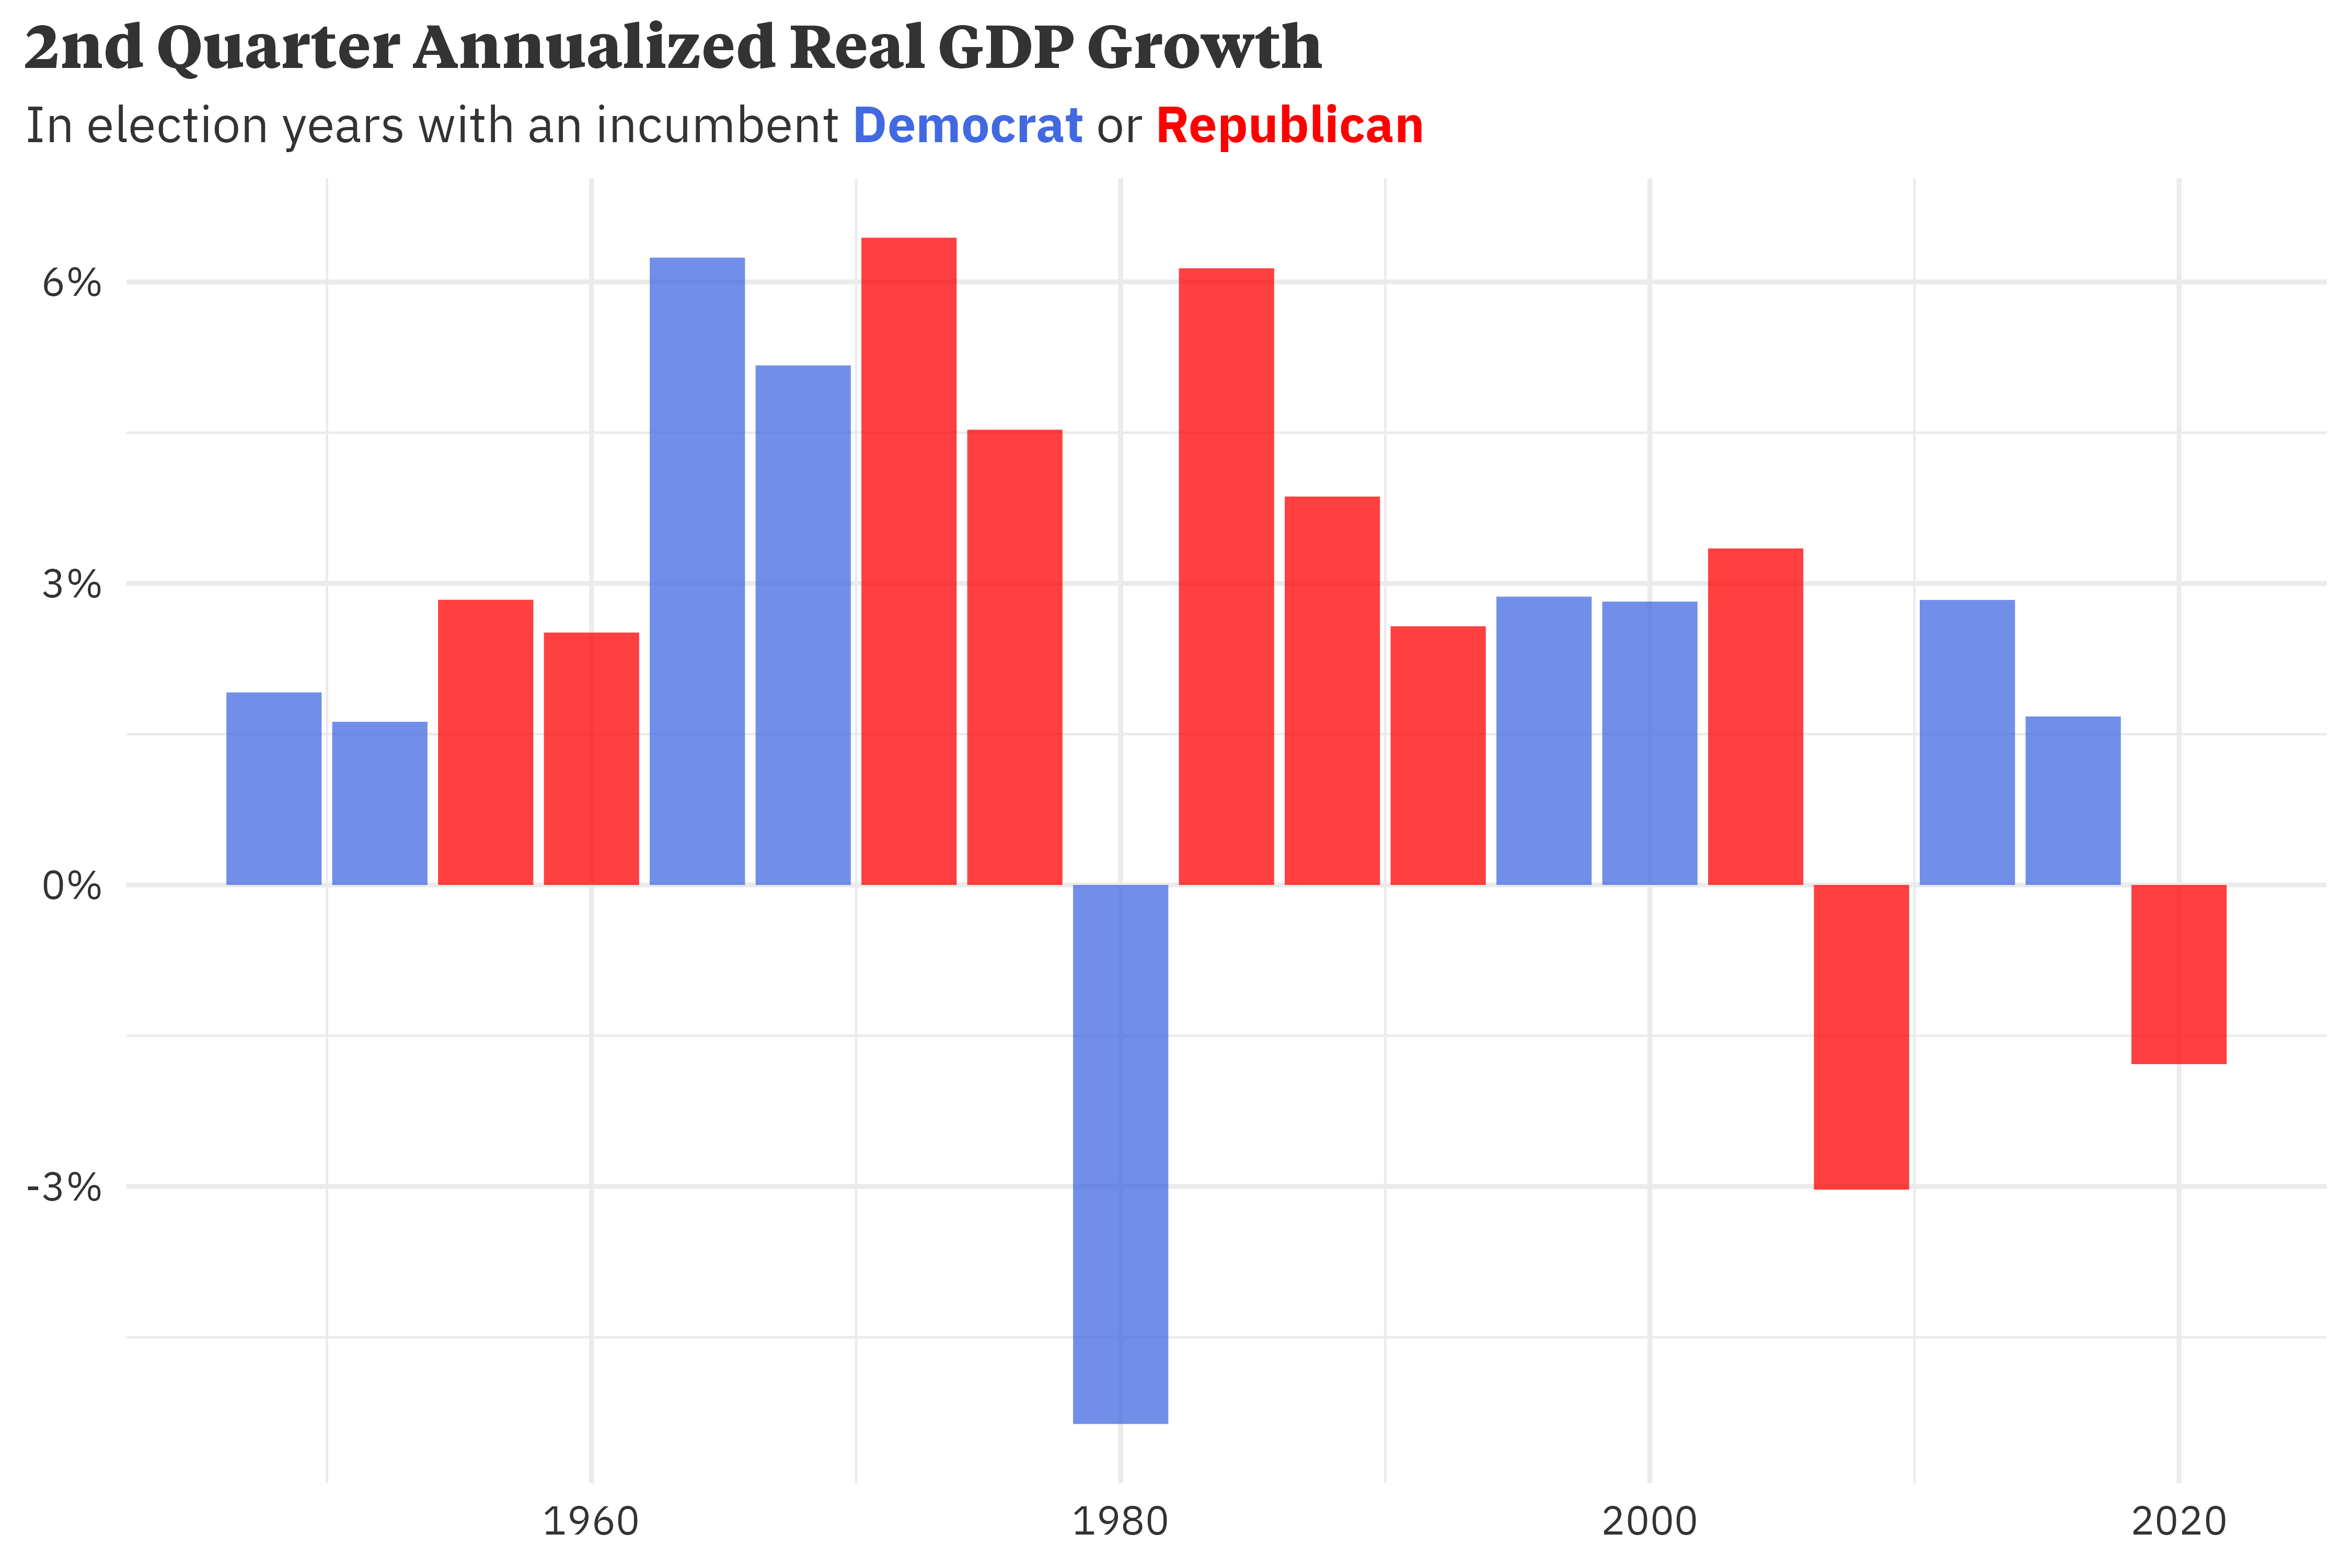 2nd Quarter Annualized Real GDP Growth
In election years with an incumbent Democrat or Republican
6%
3%
0%
-3%
1960 1980 2000 2020